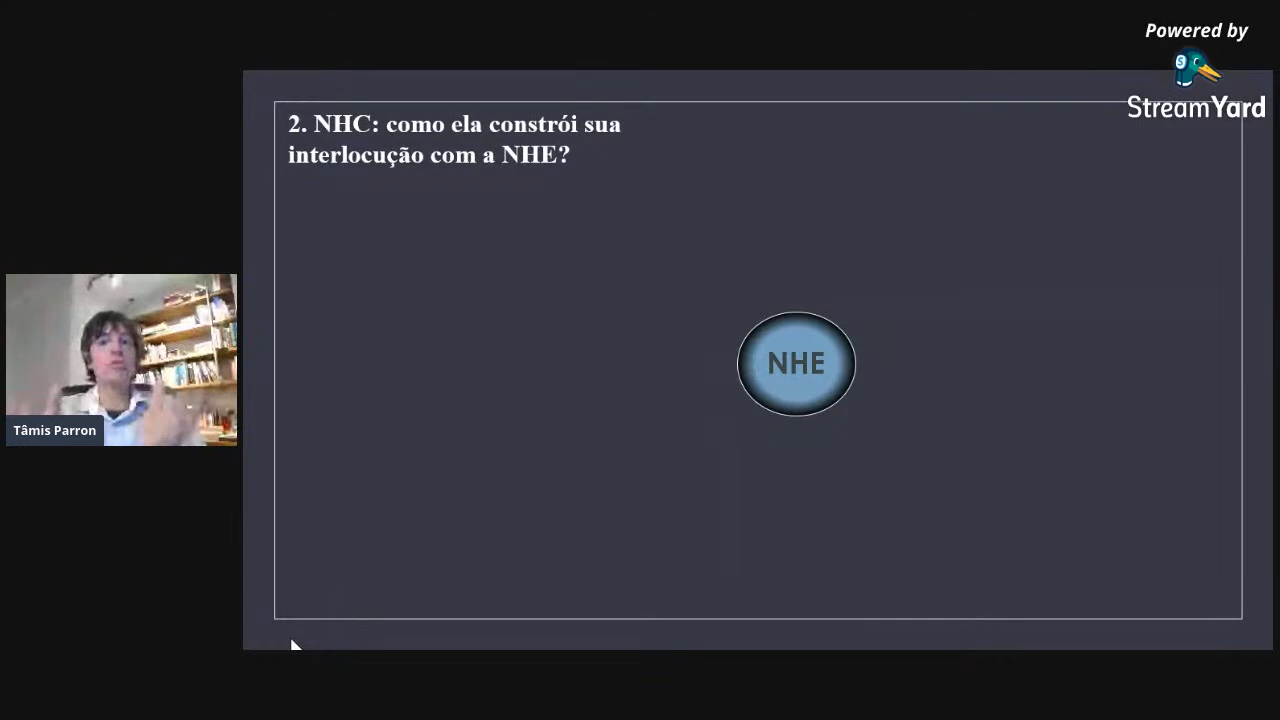 Powered by
StreamYard
2. NHC: como ela constrói sua
interlocução com a NHE?
NHE
Tâmis Parron